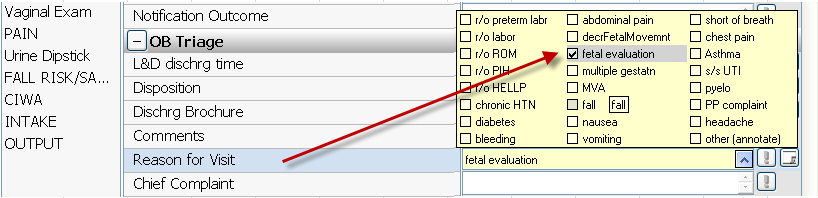 Vaginal Exam
PAIN
Urine Dipstick
FALL RISK/SA...
CIWA
INTAKE
OUTPUT
Notification Outcome
OB Triage
L&D dischrg time
Disposition
Dischrg Brochure
Comments
Reason for Visit
Chief Complaint
r/o preterm labr
r/o labor
r/o ROM
r/o PIH
r/o HELLP
chronic HTN
diabetes
bleeding
abdominal pain
decrFetalMovemnt
fetal evaluation
multiple gestatn
MVA
fall fall
nausea
vomiting
short of breath
chest pain
Asthma
s/s UTI
pyelo
PP complaint
headache
other (annotate)
fetal evaluation